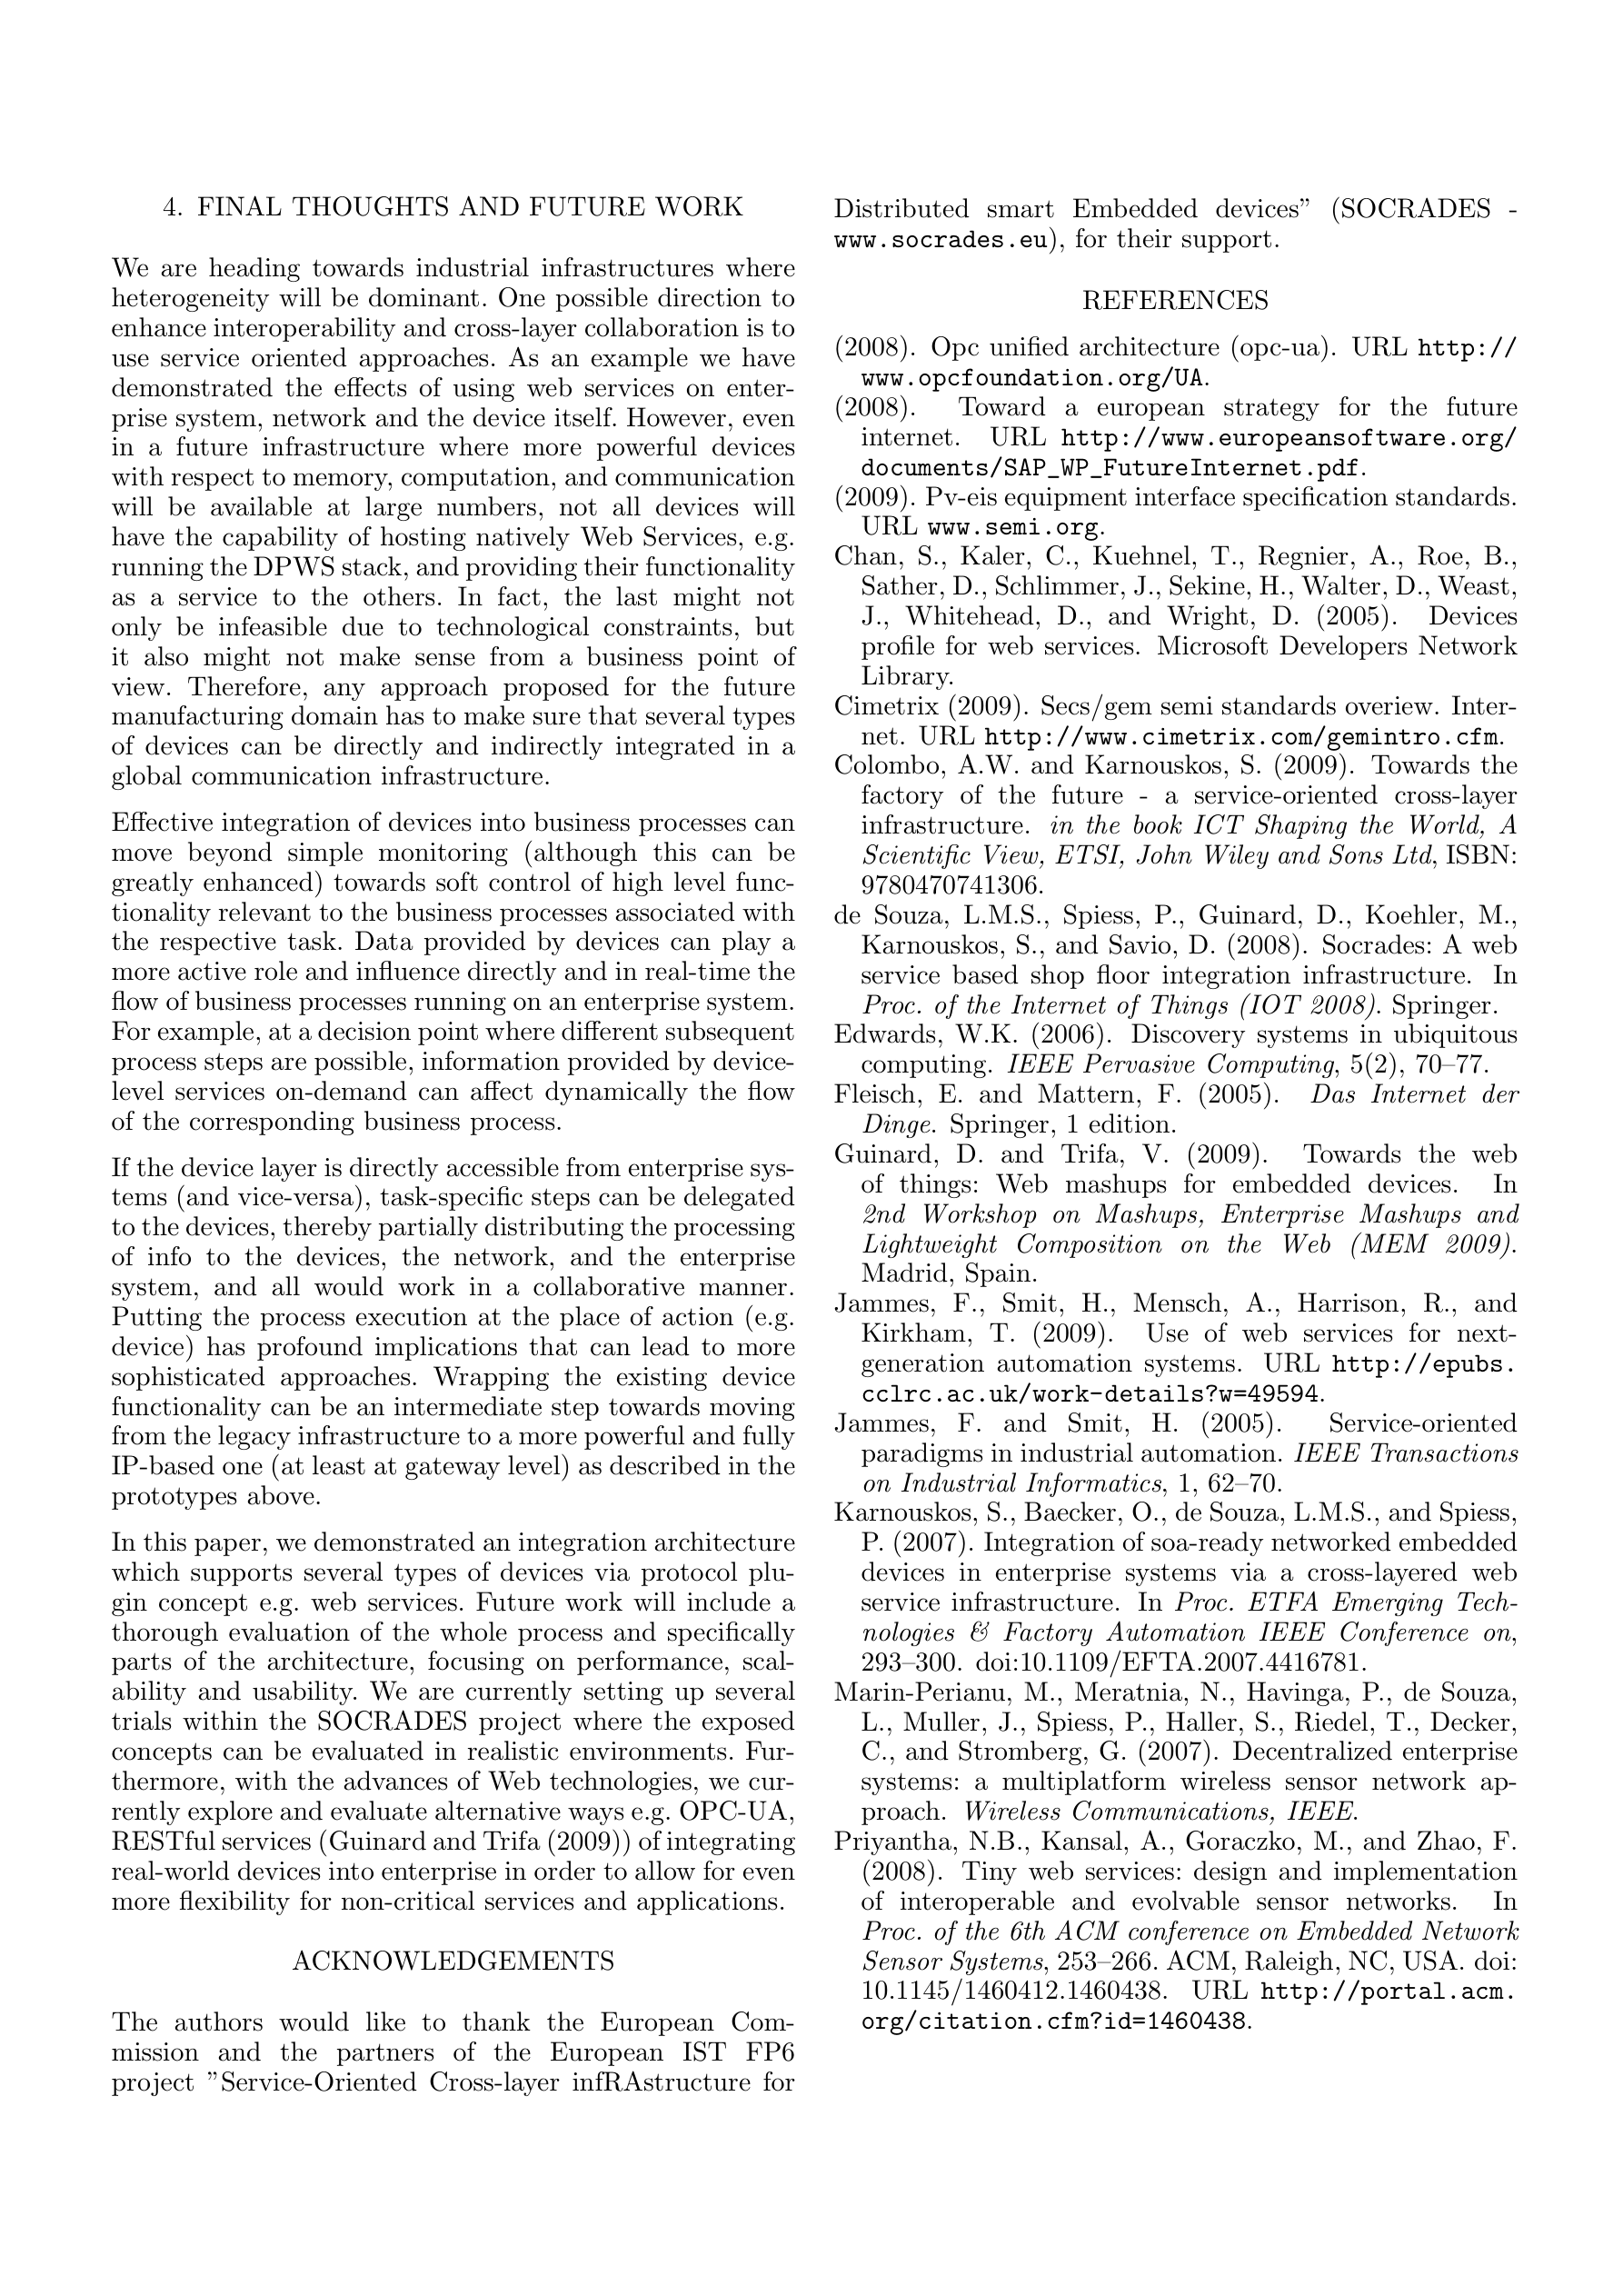 4. FINAL THOUGHTS AND FUTURE WORK
We are heading towards industrial infrastructures where
heterogeneity will be dominant. One possible direction to
enhance interoperability and cross-layer collaboration is to
use service oriented approaches. As an example we have
demonstrated the effects of using web services on enter-
prise system, network and the device itself. However, even
in a future infrastructure where more powerful devices
with respect to memory, computation, and communication
will be available at large numbers, not all devices will
have the capability of hosting natively Web Services, e.g.
running the DPWS stack, and providing their functionality
as a service to the others. In fact, the last might not
only be infeasible due to technological constraints, but
it also might not make sense from a business point of
view. Therefore, any approach proposed for the future
manufacturing domain has to make sure that several types
of devices can be directly and indirectly integrated in a
global communication infrastructure.
Effective integration of devices into business processes can
move beyond simple monitoring (although this can be
greatly enhanced) towards soft control of high level func-
tionality relevant to the business processes associated with
the respective task. Data provided by devices can play a
more active role and influence directly and in real-time the
flow of business processes running on an enterprise system.
For example, at a decision point where different subsequent
process steps are possible, information provided by device-
level services on-demand can affect dynamically the flow
of the corresponding business process.
If the device layer is directly accessible from enterprise sys-
tems (and vice-versa), task-specific steps can be delegated
to the devices, thereby partially distributing the processing
of info to the devices, the network, and the enterprise
system, and all would work in a collaborative manner.
Putting the process execution at the place of action (e.g.
device) has profound implications that can lead to more
sophisticated approaches. Wrapping the existing device
functionality can be an intermediate step towards moving
from the legacy infrastructure to a more powerful and fully
IP-based one (at least at gateway level) as described in the
prototypes above.
In this paper, we demonstrated an integration architecture
which supports several types of devices via protocol plu-
gin concept e.g. web services. Future work will include a
thorough evaluation of the whole process and specifically
parts of the architecture, focusing on performance, scal-
ability and usability. We are currently setting up several
trials within the SOCRADES project where the exposed
concepts can be evaluated in realistic environments. Fur-
thermore, with the advances of Web technologies, we cur-
rently explore and evaluate alternative ways e.g. OPC-UA,
RESTful services (Guinard and Trifa (2009)) of integrating
real-world devices into enterprise in order to allow for even
more flexibility for non-critical services and applications.
ACKNOWLEDGEMENTS
The authors would like to thank the European Com-
mission and the partners of the European IST FP6
project ”Service-Oriented Cross-layer infRAstructure for
Distributed smart Embedded devices” (SOCRADES -
www.socrades.eu), for their support.
REFERENCES
(2008). Opc unified architecture (opc-ua). URL http://
www.opcfoundation.org/UA.
(2008). Toward a european strategy for the future
internet. URL http://www.europeansoftware.org/
documents/SAP_WP_FutureInternet.pdf.
(2009). Pv-eis equipment interface specification standards.
URL www.semi.org.
Chan, S., Kaler, C., Kuehnel, T., Regnier, A., Roe, B.,
Sather, D., Schlimmer, J., Sekine, H., Walter, D., Weast,
J., Whitehead, D., and Wright, D. (2005). Devices
profile for web services. Microsoft Developers Network
Library.
Cimetrix (2009). Secs/gem semi standards overiew. Inter-
net. URL http://www.cimetrix.com/gemintro.cfm.
Colombo, A.W. and Karnouskos, S. (2009). Towards the
factory of the future - a service-oriented cross-layer
infrastructure. in the book ICT Shaping the World, A
Scientific View, ETSI, John Wiley and Sons Ltd, ISBN:
9780470741306.
de Souza, L.M.S., Spiess, P., Guinard, D., Koehler, M.,
Karnouskos, S., and Savio, D. (2008). Socrades: A web
service based shop floor integration infrastructure. In
Proc. of the Internet of Things (IOT 2008). Springer.
Edwards, W.K. (2006). Discovery systems in ubiquitous
computing. IEEE Pervasive Computing, 5(2), 70–77.
Fleisch, E. and Mattern, F. (2005). Das Internet der
Dinge. Springer, 1 edition.
Guinard, D. and Trifa, V. (2009). Towards the web
of things: Web mashups for embedded devices. In
2nd Workshop on Mashups, Enterprise Mashups and
Lightweight Composition on the Web (MEM 2009).
Madrid, Spain.
Jammes, F., Smit, H., Mensch, A., Harrison, R., and
Kirkham, T. (2009). Use of web services for next-
generation automation systems. URL http://epubs.
cclrc.ac.uk/work-details?w=49594.
Jammes, F. and Smit, H. (2005). Service-oriented
paradigms in industrial automation. IEEE Transactions
on Industrial Informatics, 1, 62–70.
Karnouskos, S., Baecker, O., de Souza, L.M.S., and Spiess,
P. (2007). Integration of soa-ready networked embedded
devices in enterprise systems via a cross-layered web
service infrastructure. In Proc. ETFA Emerging Tech-
nologies & Factory Automation IEEE Conference on,
293–300. doi:10.1109/EFTA.2007.4416781.
Marin-Perianu, M., Meratnia, N., Havinga, P., de Souza,
L., Muller, J., Spiess, P., Haller, S., Riedel, T., Decker,
C., and Stromberg, G. (2007). Decentralized enterprise
systems: a multiplatform wireless sensor network ap-
proach. Wireless Communications, IEEE.
Priyantha, N.B., Kansal, A., Goraczko, M., and Zhao, F.
(2008). Tiny web services: design and implementation
of interoperable and evolvable sensor networks. In
Proc. of the 6th ACM conference on Embedded Network
Sensor Systems, 253–266. ACM, Raleigh, NC, USA. doi:
10.1145/1460412.1460438. URL http://portal.acm.
org/citation.cfm?id=1460438.